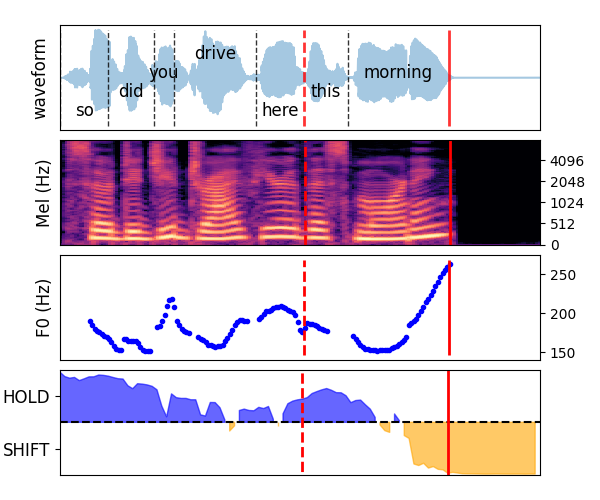 waveform
so
did
you
drive
here
this
morning
Mel (Hz)
4096
2048
1024
512
0
F0 (Hz)
250
200
150
HOLD
SHIFT